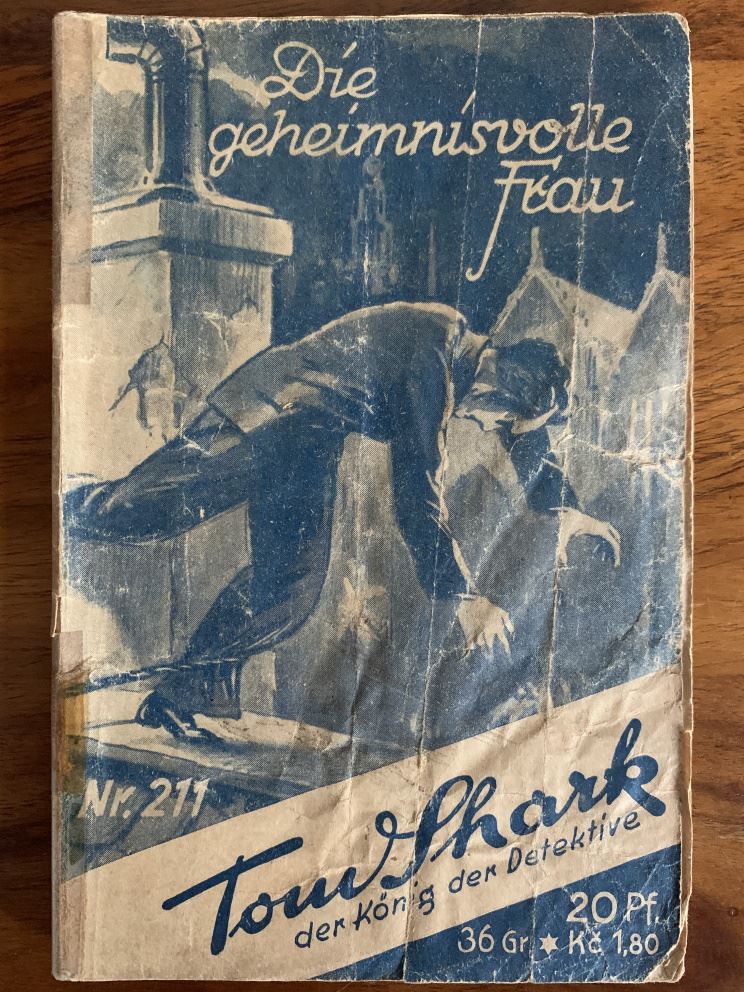 Die
geheimnisvolle
Frau
Nr. 211
Tom Shark
der König der Detektive
20 Pf.
36 Gr ★ Kč 1,80